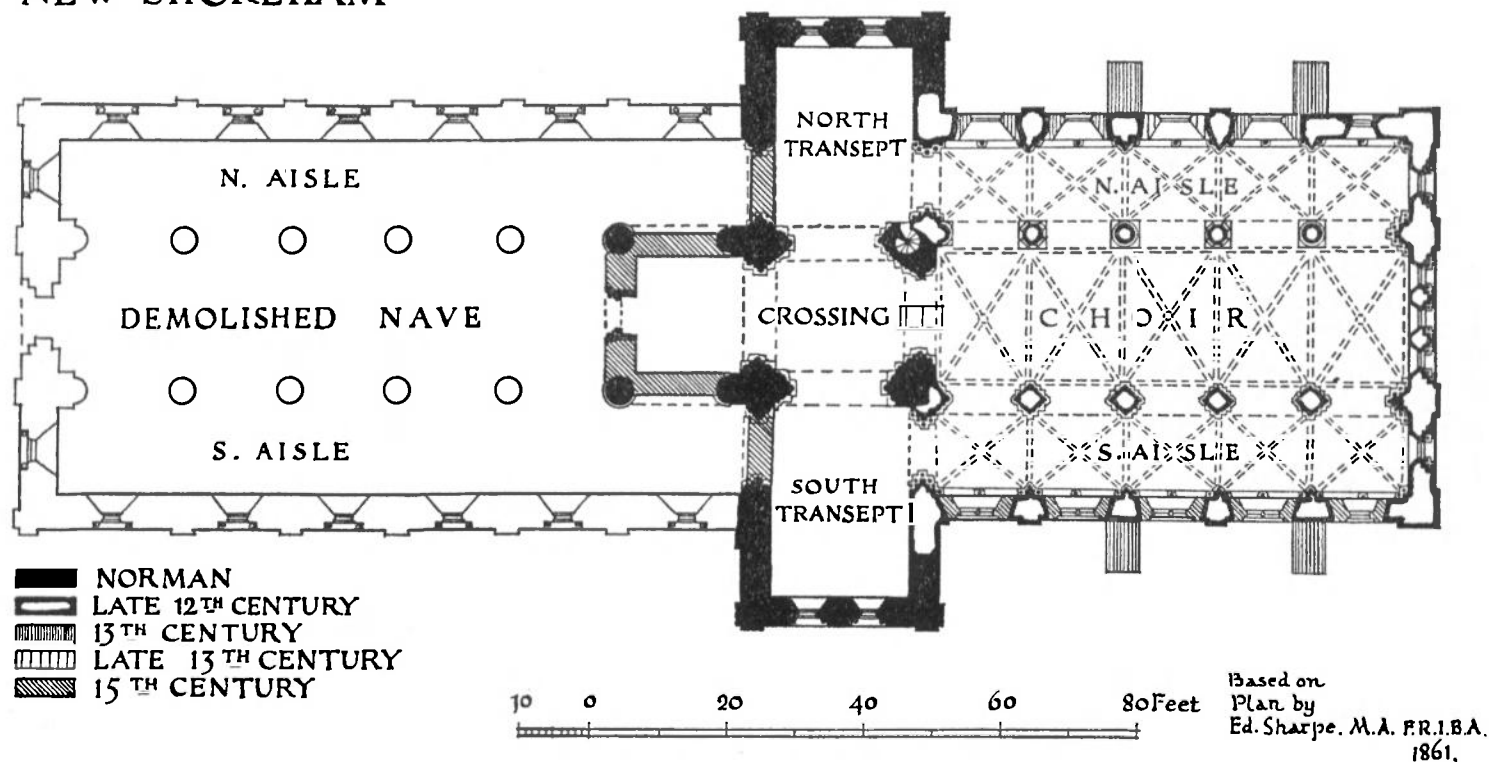 NEW SHOREHAM
NORTH
TRANSEPT
N. AISLE
N. AISLE
DEMOLISHED NAVE
CROSSING
CHOIR
S. AISLE
S. AISLE
SOUTH
TRANSEPT
NORMAN
LATE 12TH CENTURY
13TH CENTURY
LATE 13TH CENTURY
15TH CENTURY
10 0 20 40 60 80 Feet
Based on
Plan by
Ed. Sharpe. M.A. F.R.I.B.A.
1861.